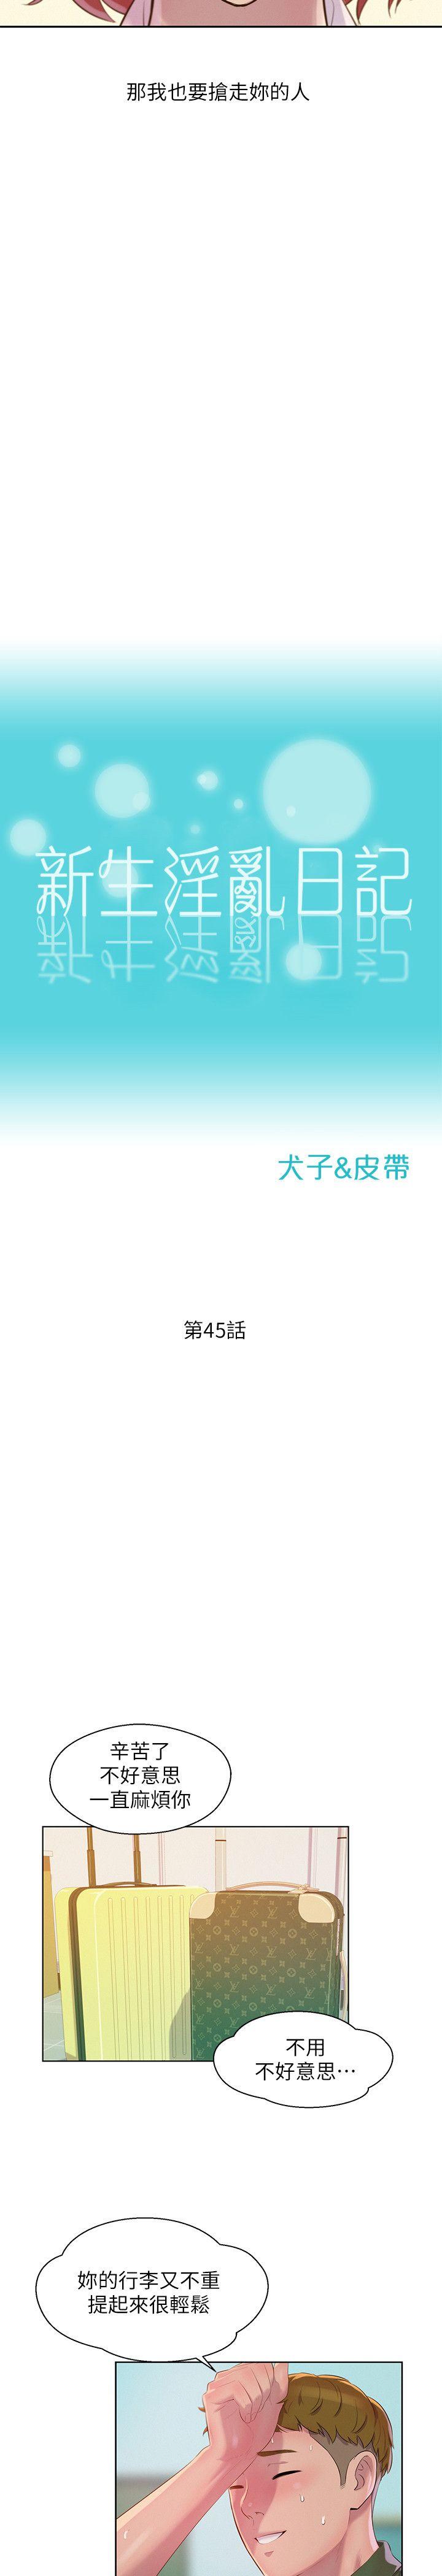 那我也要搶走妳的人
新生淫亂日記
犬子&皮帶
第45話
辛苦了
不好意思
一直麻煩你
不用
不好意思⋯
妳的行李又不重
提起來很輕鬆